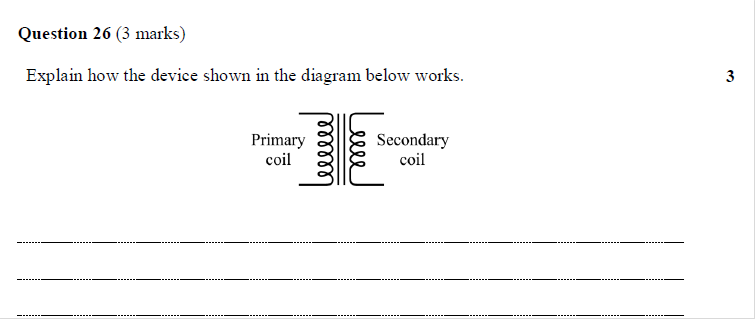 Question 26 (3 marks)
Explain how the device shown in the diagram below works.
3
Primary
coil
Secondary
coil